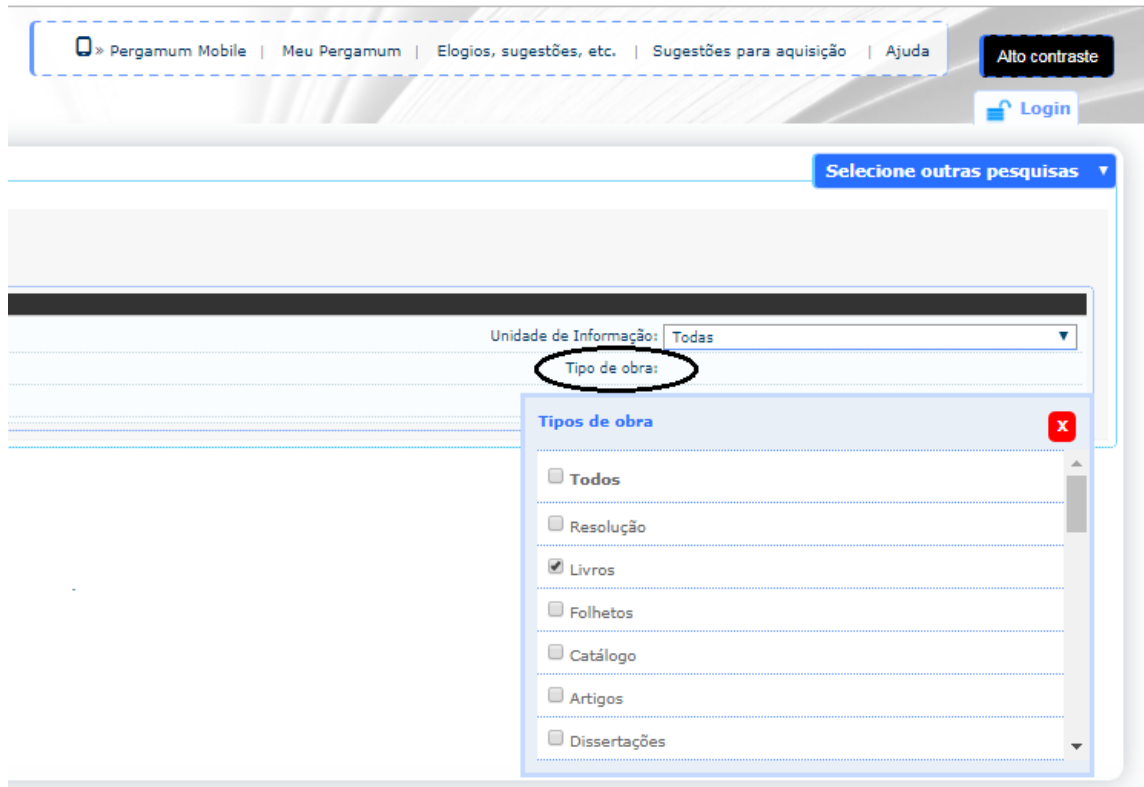 » Pergamum Mobile | Meu Pergamum | Elogios, sugestões, etc. | Sugestões para aquisição | Ajuda
Alto contraste
Login
Selecione outras pesquisas ▼
Unidade de Informação: Todas ▼
Tipo de obra:
Tipos de obra
X
Todos
Resolução
Livros
Folhetos
Catálogo
Artigos
Dissertações